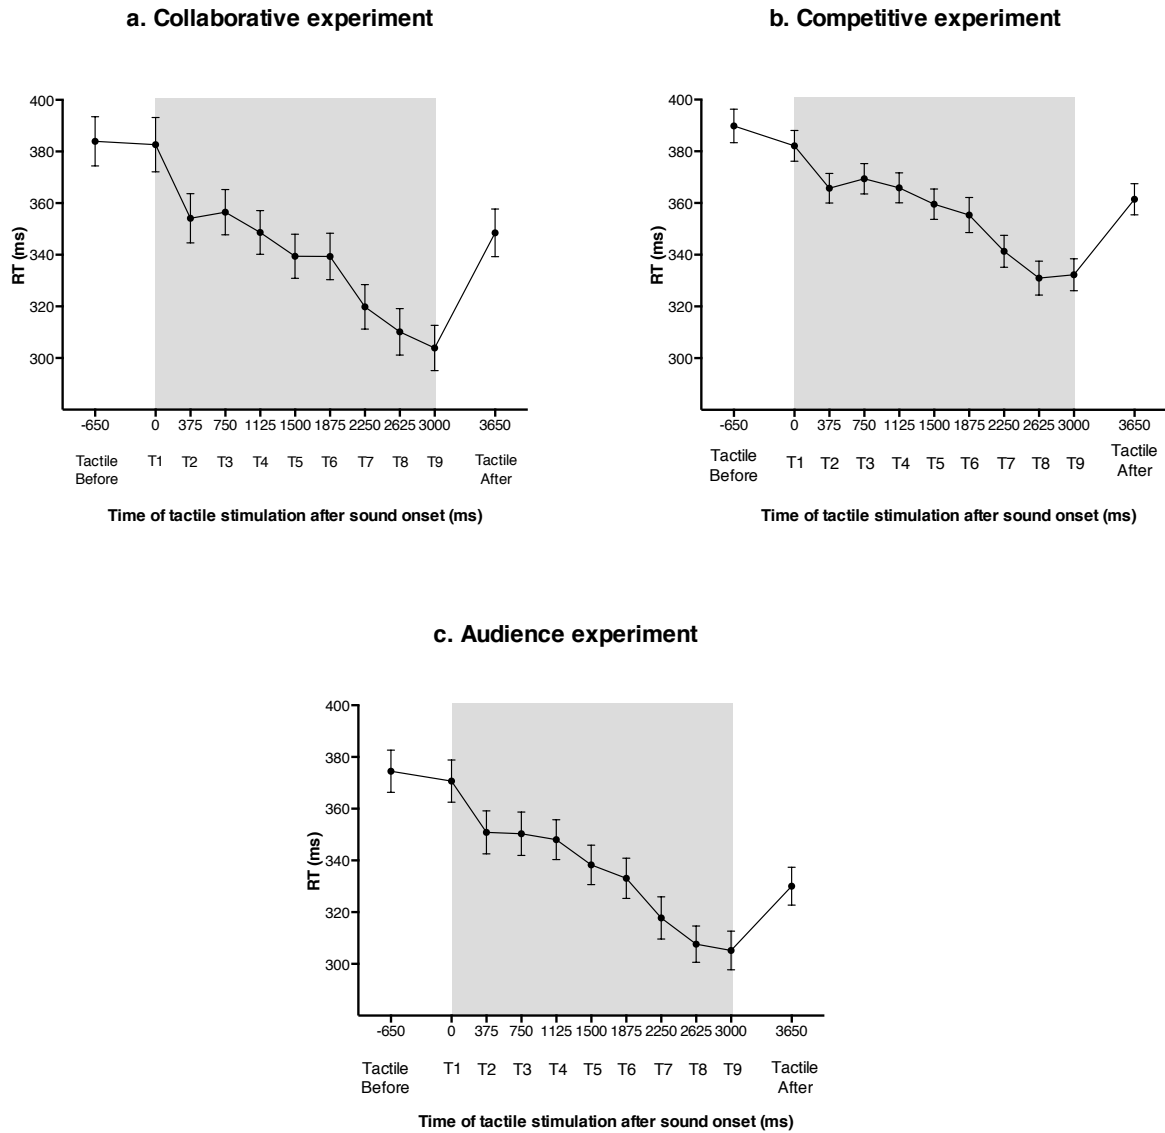 a. Collaborative experiment
400
380
360
340
320
300
RT (ms)
-650 0 375 750 1125 1500 1875 2250 2625 3000 3650
Tactile Before T1 T2 T3 T4 T5 T6 T7 T8 T9 Tactile After
Time of tactile stimulation after sound onset (ms)
b. Competitive experiment
400
380
360
340
320
300
RT (ms)
-650 0 375 750 1125 1500 1875 2250 2625 3000 3650
Tactile Before T1 T2 T3 T4 T5 T6 T7 T8 T9 Tactile After
Time of tactile stimulation after sound onset (ms)
c. Audience experiment
400
380
360
340
320
300
RT (ms)
-650 0 375 750 1125 1500 1875 2250 2625 3000 3650
Tactile Before T1 T2 T3 T4 T5 T6 T7 T8 T9 Tactile After
Time of tactile stimulation after sound onset (ms)